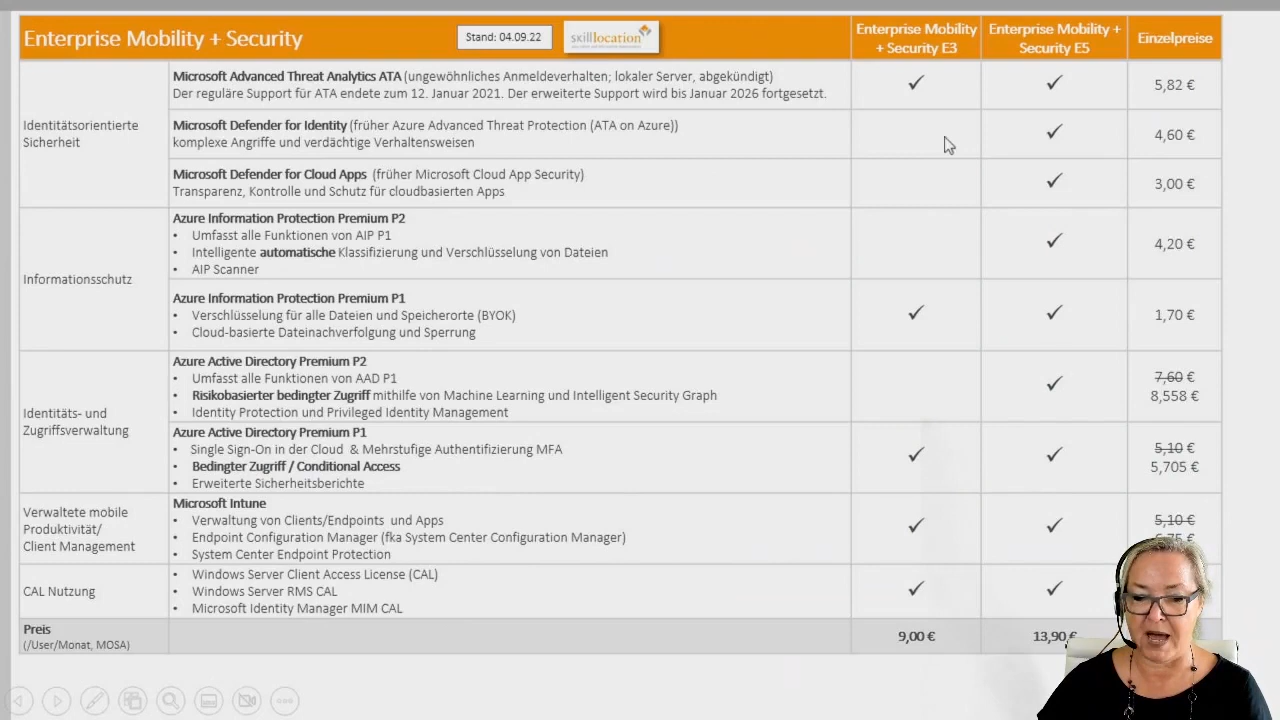 Enterprise Mobility + Security
Stand: 04.09.22
skilllocation
Enterprise Mobility
+ Security E3
Enterprise Mobility +
Security E5
Einzelpreise
Identitätsorientierte
Sicherheit
Microsoft Advanced Threat Analytics ATA (ungewöhnliches Anmeldeverhalten; lokaler Server, abgekündigt)
Der reguläre Support für ATA endete zum 12. Januar 2021. Der erweiterte Support wird bis Januar 2026 fortgesetzt.
✓ ✓ 5,82 €
Microsoft Defender for Identity (früher Azure Advanced Threat Protection (ATA on Azure))
komplexe Angriffe und verdächtige Verhaltensweisen
✓ 4,60 €
Microsoft Defender for Cloud Apps (früher Microsoft Cloud App Security)
Transparenz, Kontrolle und Schutz für cloudbasierten Apps
✓ 3,00 €
Informationsschutz
Azure Information Protection Premium P2
• Umfasst alle Funktionen von AIP P1
• Intelligente automatische Klassifizierung und Verschlüsselung von Dateien
• AIP Scanner
✓ 4,20 €
Azure Information Protection Premium P1
• Verschlüsselung für alle Dateien und Speicherorte (BYOK)
• Cloud-basierte Dateinachverfolgung und Sperrung
✓ ✓ 1,70 €
Identitäts- und
Zugriffsverwaltung
Azure Active Directory Premium P2
• Umfasst alle Funktionen von AAD P1
• Risikobasierter bedingter Zugriff mithilfe von Machine Learning und Intelligent Security Graph
• Identity Protection und Privileged Identity Management
✓ 7,60 €
8,558 €
Azure Active Directory Premium P1
• Single Sign-On in der Cloud & Mehrstufige Authentifizierung MFA
• Bedingter Zugriff / Conditional Access
• Erweiterte Sicherheitsberichte
✓ ✓ 5,10 €
5,705 €
Verwaltete mobile
Produktivität/
Client Management
Microsoft Intune
• Verwaltung von Clients/Endpoints und Apps
• Endpoint Configuration Manager (fka System Center Configuration Manager)
• System Center Endpoint Protection
✓ ✓ 5,10 €
CAL Nutzung
• Windows Server Client Access License (CAL)
• Windows Server RMS CAL
• Microsoft Identity Manager MIM CAL
✓ ✓
Preis
(/User/Monat, MOSA)
9,00 € 13,90 €